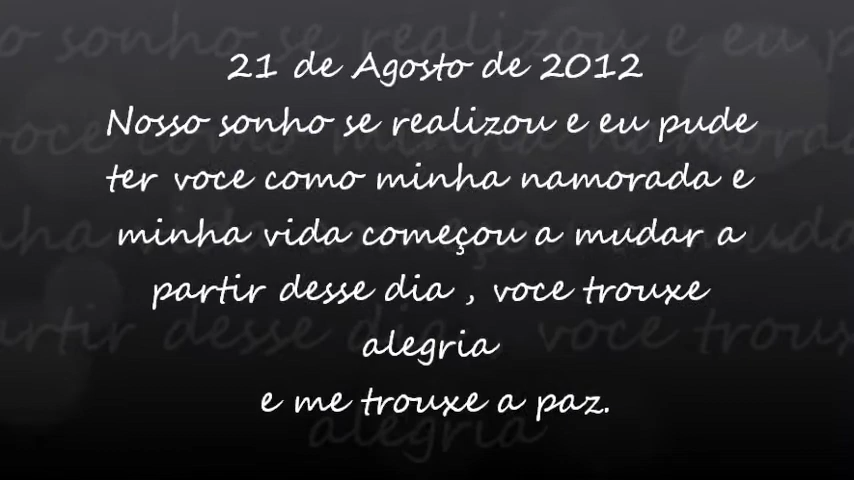 21 de Agosto de 2012
Nosso sonho se realizou e eu pude
ter voce como minha namorada e
minha vida começou a mudar a
partir desse dia , voce trouxe
alegria
e me trouxe a paz.